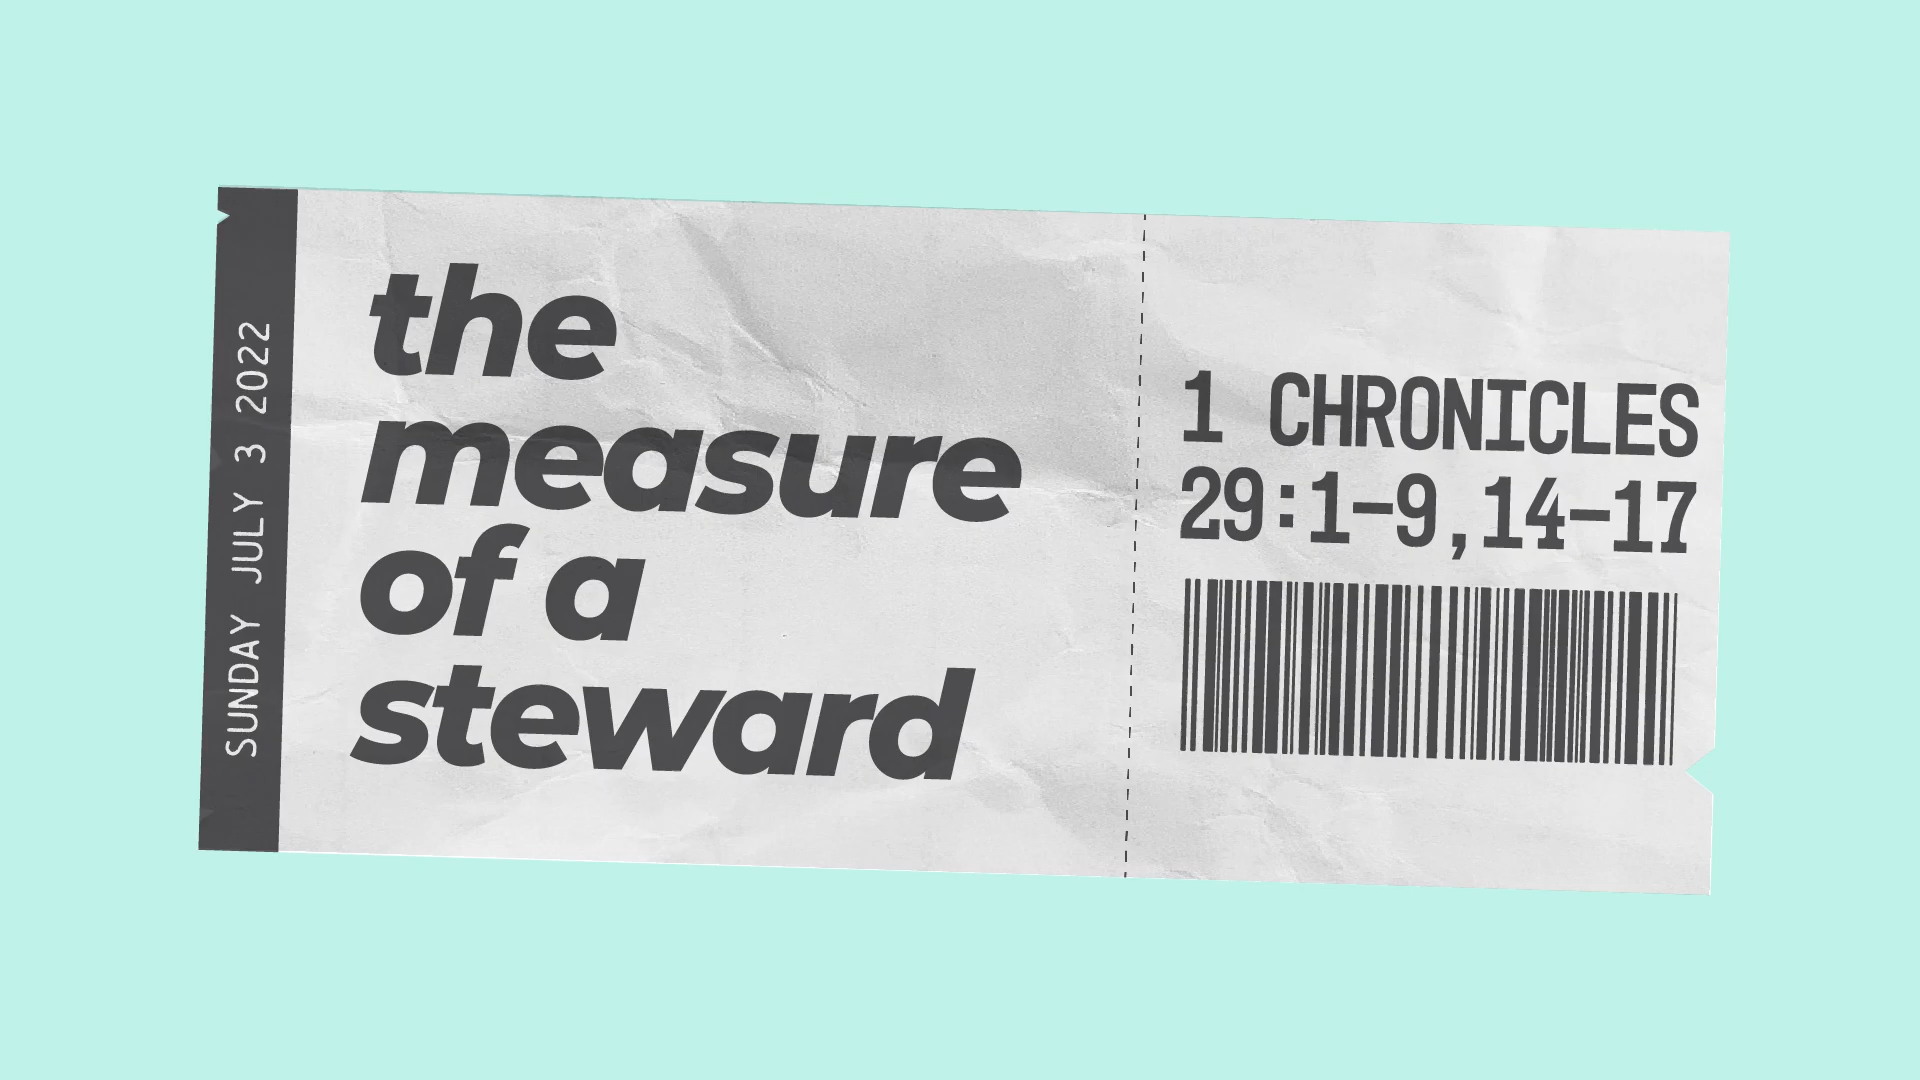 SUNDAY JULY 3 2022
the
measure
of a
steward
1 CHRONICLES
29:1-9,14-17